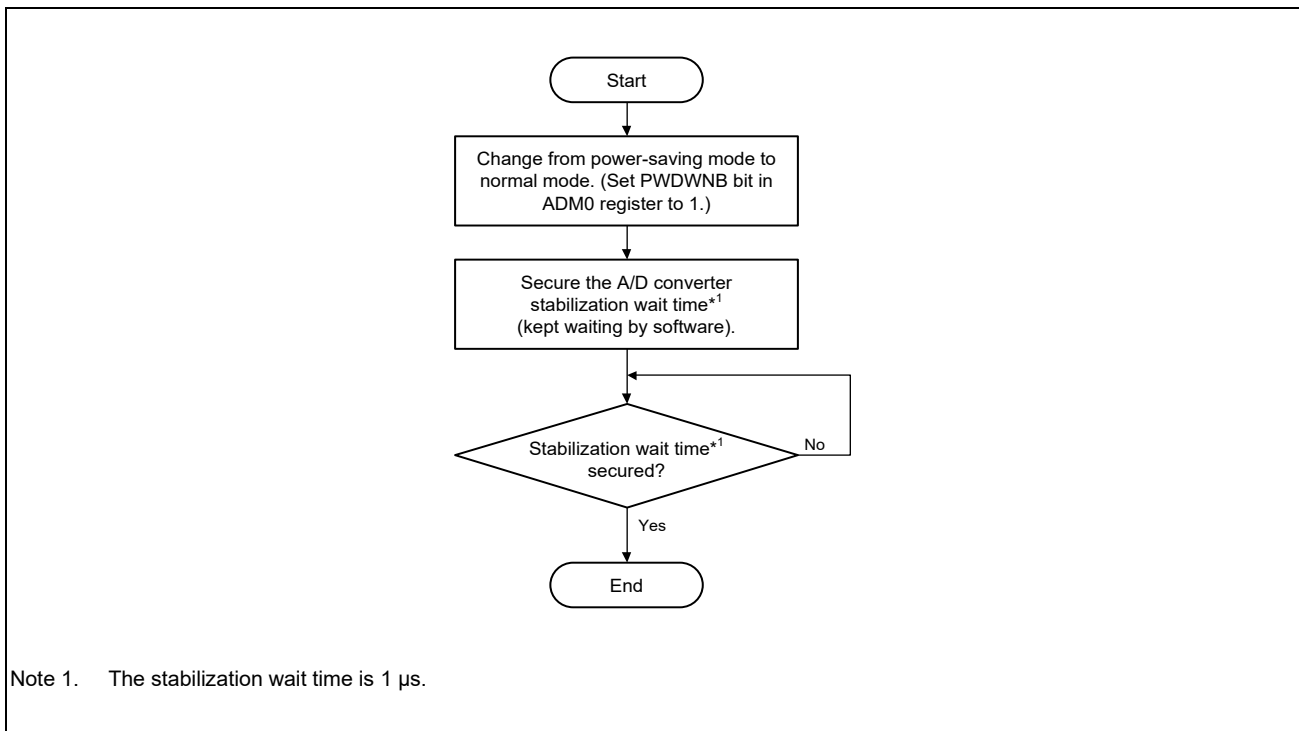 Start
Change from power-saving mode to
normal mode. (Set PWDWNB bit in
ADM0 register to 1.)
Secure the A/D converter
stabilization wait time*1
(kept waiting by software).
Stabilization wait time*1
secured?
No
Yes
End
Note 1. The stabilization wait time is 1 µs.